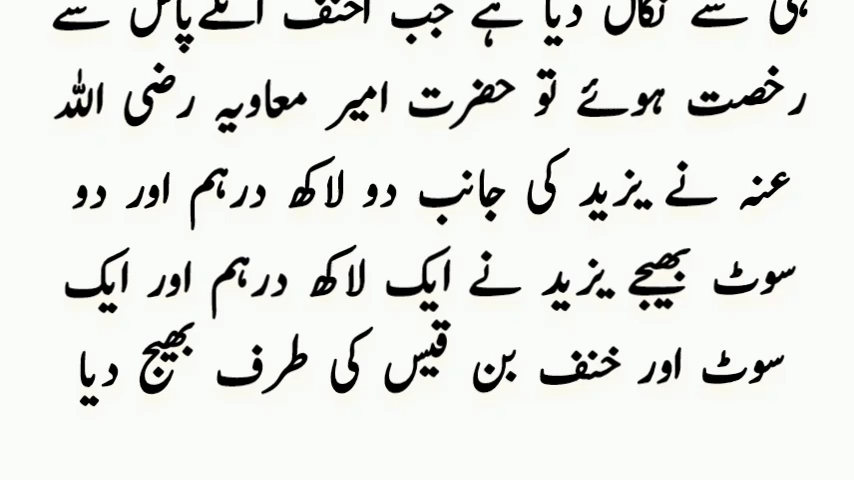 ہی سے نکال دیا ہے جب احنف انکے پاس سے
رخصت ہوئے تو حضرت امیر معاویہ رضی اللہ
عنہ نے یزید کی جانب دو لاکھ درہم اور دو
سوٹ بھیجے یزید نے ایک لاکھ درہم اور ایک
سوٹ اور خنف بن قیس کی طرف بھیج دیا